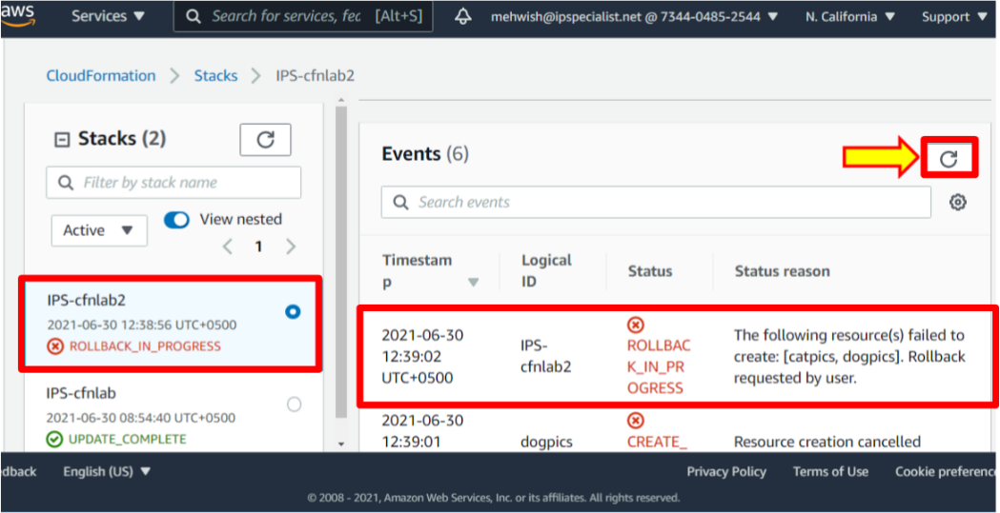 aws Services ▼ Search for services, fec [Alt+S] mehwish@ipspecialist.net @ 7344-0485-2544 ▼ N. California ▼ Support ▼
CloudFormation > Stacks > IPS-cfnlab2
Stacks (2)
Filter by stack name
Active ▼ View nested
< 1 >
IPS-cfnlab2
2021-06-30 12:38:56 UTC+0500
ROLLBACK_IN_PROGRESS
IPS-cfnlab
2021-06-30 08:54:40 UTC+0500
UPDATE_COMPLETE
Events (6)
Search events
Timestam
p
Logical
ID
Status
Status reason
2021-06-30
12:39:02
UTC+0500
IPS-
cfnlab2
ROLLBAC
K_IN_PR
OGRESS
The following resource(s) failed to
create: [catpics, dogpics]. Rollback
requested by user.
2021-06-30
12:39:01
dogpics
CREATE_
Resource creation cancelled
edback English (US) ▼ Privacy Policy Terms of Use Cookie preferenc
© 2008 - 2021, Amazon Web Services, Inc. or its affiliates. All rights reserved.